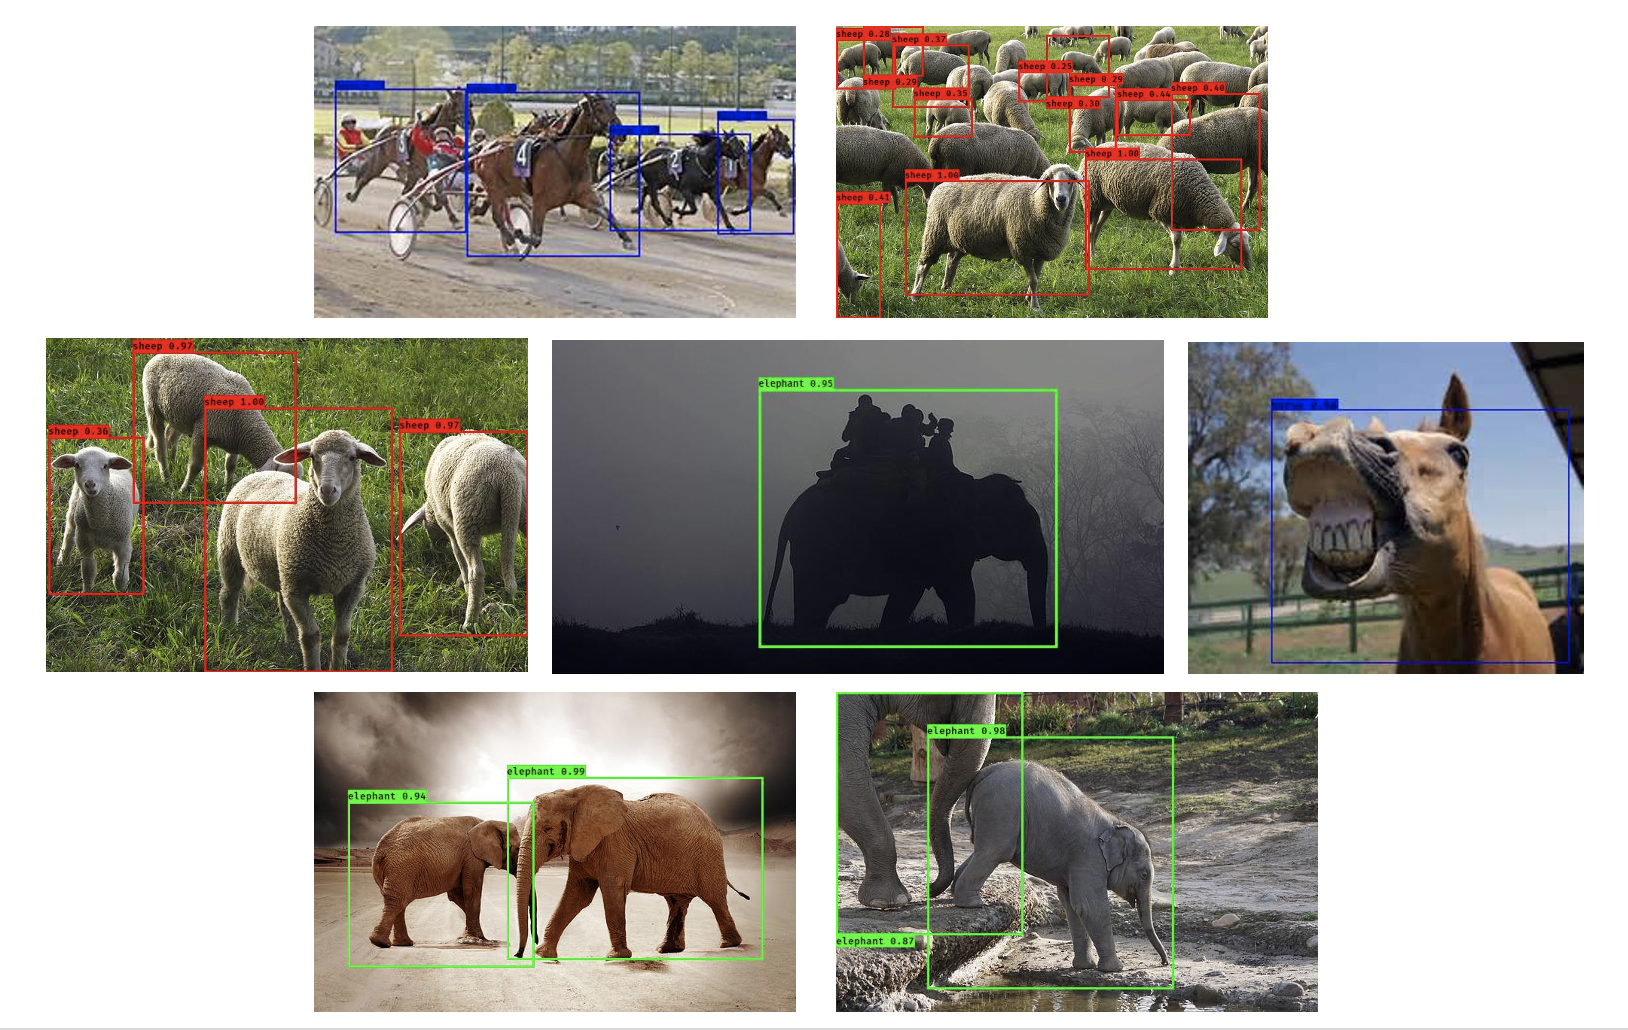 sheep 0.28
sheep 0.37
sheep 0.25
sheep 0.29
sheep 0.29
sheep 0.40
sheep 0.35
sheep 0.44
sheep 0.30
sheep 1.00
sheep 1.00
sheep 0.41
4
2
sheep 0.97
sheep 1.00
sheep 0.97
sheep 0.36
elephant 0.95
elephant 0.99
elephant 0.94
elephant 0.98
elephant 0.87